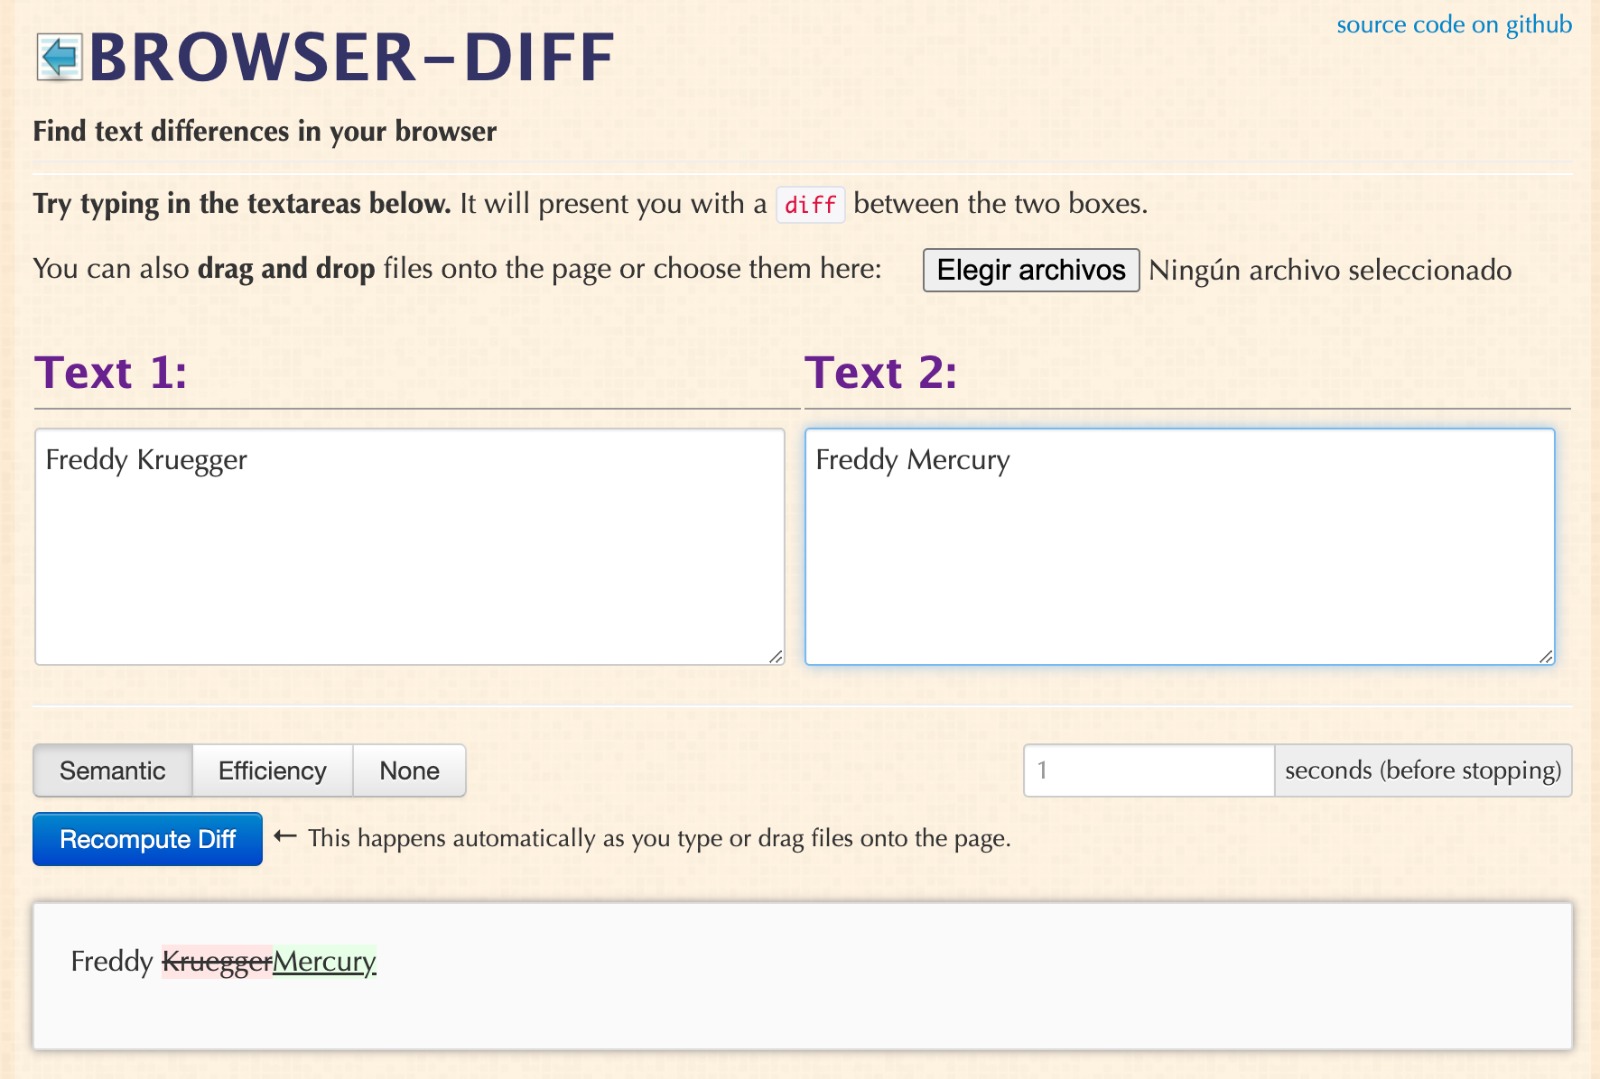 source code on github
BROWSER-DIFF
Find text differences in your browser
Try typing in the textareas below. It will present you with a diff between the two boxes.
You can also drag and drop files onto the page or choose them here: Elegir archivos Ningún archivo seleccionado
Text 1: Text 2:
Freddy Kruegger Freddy Mercury
Semantic Efficiency None 1 seconds (before stopping)
Recompute Diff ← This happens automatically as you type or drag files onto the page.
Freddy KrueggerMercury